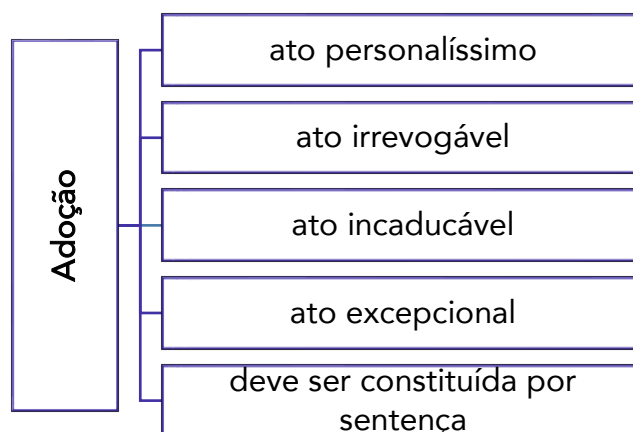 Adoção
ato personalíssimo
ato irrevogável
ato incaducável
ato excepcional
deve ser constituída por
sentença